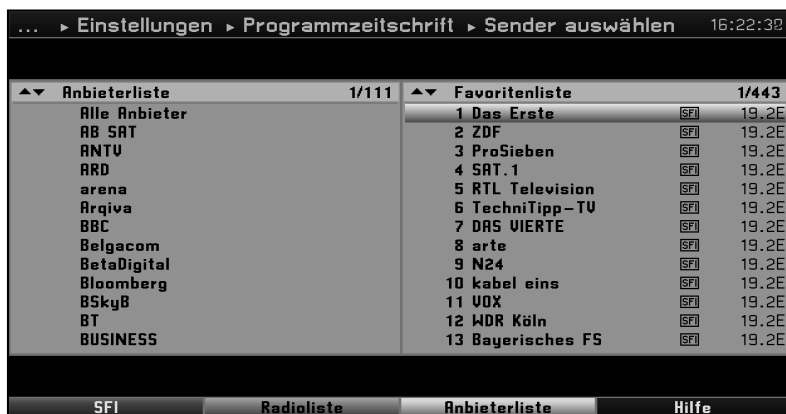 ... ▸ Einstellungen ▸ Programmzeitschrift ▸ Sender auswählen 16:22:38
Anbieterliste 1/111
Alle Anbieter
AB SAT
ANTV
ARD
arena
Arqiva
BBC
Belgacom
BetaDigital
Bloomberg
BSkyB
BT
BUSINESS
Favoritenliste 1/443
1 Das Erste SFI 19.2E
2 ZDF SFI 19.2E
3 ProSieben SFI 19.2E
4 SAT.1 SFI 19.2E
5 RTL Television SFI 19.2E
6 TechniTipp-TV SFI 19.2E
7 DAS VIERTE SFI 19.2E
8 arte SFI 19.2E
9 N24 SFI 19.2E
10 kabel eins SFI 19.2E
11 VOX SFI 19.2E
12 WDR Köln SFI 19.2E
13 Bayerisches FS SFI 19.2E
SFI Radioliste Anbieterliste Hilfe